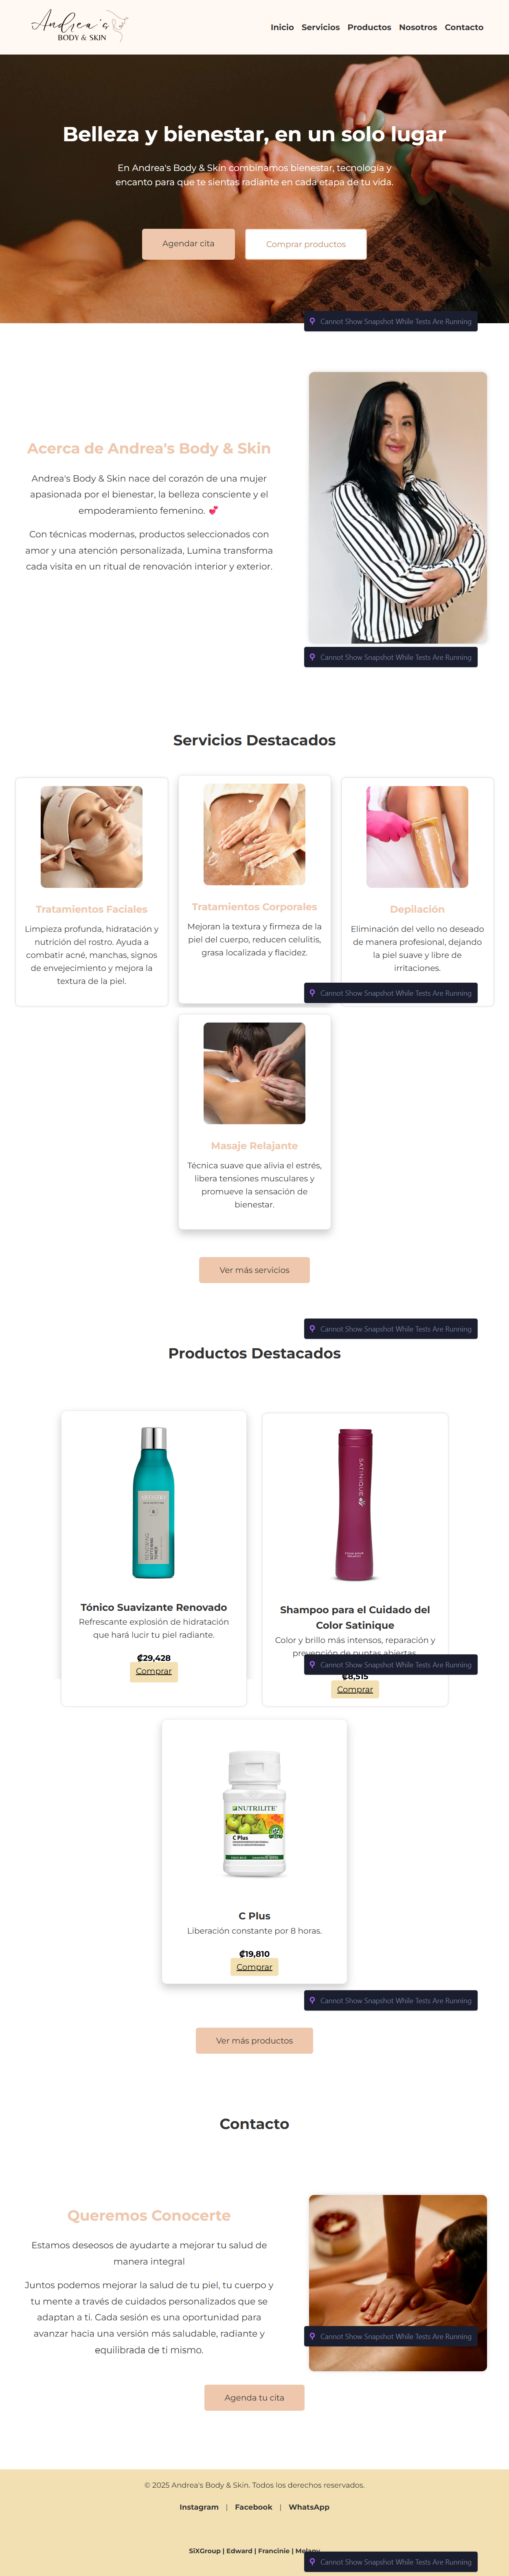 Andrea's
BODY & SKIN
Inicio Servicios Productos Nosotros Contacto
Belleza y bienestar, en un solo lugar
En Andrea's Body & Skin combinamos bienestar, tecnología y
encanto para que te sientas radiante en cada etapa de tu vida.
Agendar cita
Comprar productos
Cannot Show Snapshot While Tests Are Running
Acerca de Andrea's Body & Skin
Andrea's Body & Skin nace del corazón de una mujer
apasionada por el bienestar, la belleza consciente y el
empoderamiento femenino. 💕
Con técnicas modernas, productos seleccionados con
amor y una atención personalizada, Lumina transforma
cada visita en un ritual de renovación interior y exterior.
Cannot Show Snapshot While Tests Are Running
Servicios Destacados
Tratamientos Faciales
Limpieza profunda, hidratación y
nutrición del rostro. Ayuda a
combatir acné, manchas, signos
de envejecimiento y mejora la
textura de la piel.
Tratamientos Corporales
Mejoran la textura y firmeza de la
piel del cuerpo, reducen celulitis,
grasa localizada y flacidez.
Depilación
Eliminación del vello no deseado
de manera profesional, dejando
la piel suave y libre de
irritaciones.
Cannot Show Snapshot While Tests Are Running
Masaje Relajante
Técnica suave que alivia el estrés,
libera tensiones musculares y
promueve la sensación de
bienestar.
Ver más servicios
Cannot Show Snapshot While Tests Are Running
Productos Destacados
ARTISTRY
RENEWING
SOFTENING
TONER
Tónico Suavizante Renovado
Refrescante explosión de hidratación
que hará lucir tu piel radiante.
₡29,428
Comprar
SATINIQUE
Shampoo para el Cuidado del
Color Satinique
Color y brillo más intensos, reparación y
prevención de puntas abiertas.
Cannot Show Snapshot While Tests Are Running
₡8,515
Comprar
NUTRILITE
C Plus
C Plus
Liberación constante por 8 horas.
₡19,810
Comprar
Cannot Show Snapshot While Tests Are Running
Ver más productos
Contacto
Queremos Conocerte
Estamos deseosos de ayudarte a mejorar tu salud de
manera integral
Juntos podemos mejorar la salud de tu piel, tu cuerpo y
tu mente a través de cuidados personalizados que se
adaptan a ti. Cada sesión es una oportunidad para
avanzar hacia una versión más saludable, radiante y
equilibrada de ti mismo.
Cannot Show Snapshot While Tests Are Running
Agenda tu cita
© 2025 Andrea's Body & Skin. Todos los derechos reservados.
Instagram | Facebook | WhatsApp
SiXGroup | Edward | Francinie | Melany
Cannot Show Snapshot While Tests Are Running